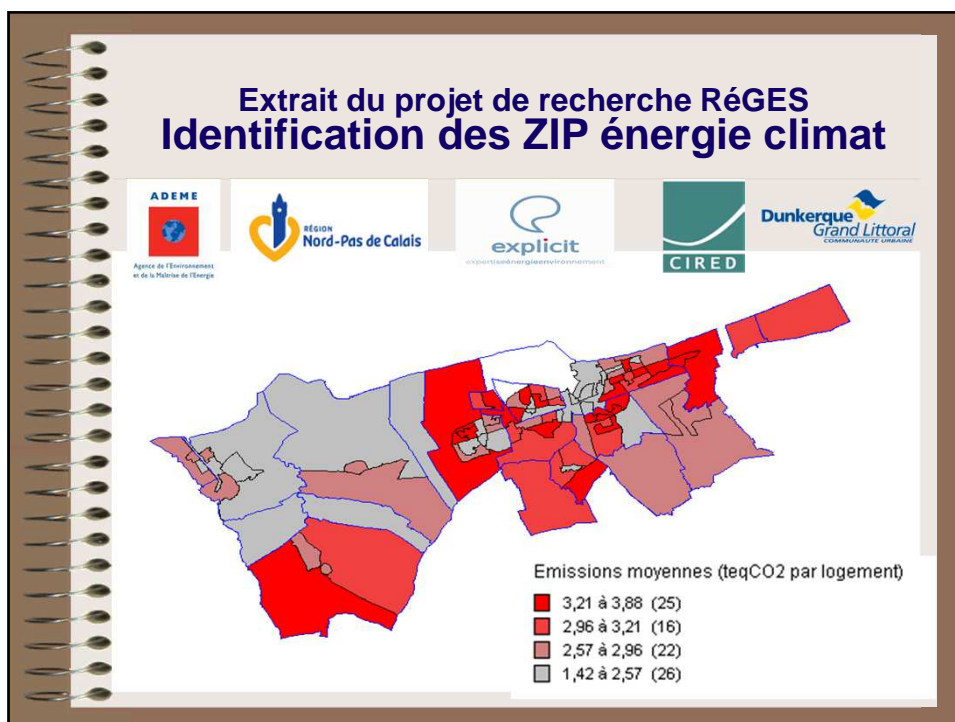 Extrait du projet de recherche RéGES
Identification des ZIP énergie climat
ADEME
Agence de l'Environnement
et de la Maîtrise de l'Energie
RÉGION
Nord-Pas de Calais
explicit
expertiseénergieenvironnement
CIRED
Dunkerque
Grand Littoral
COMMUNAUTÉ URBAINE
Emissions moyennes (teqCO2 par logement)
3,21 à 3,88 (25)
2,96 à 3,21 (16)
2,57 à 2,96 (22)
1,42 à 2,57 (26)